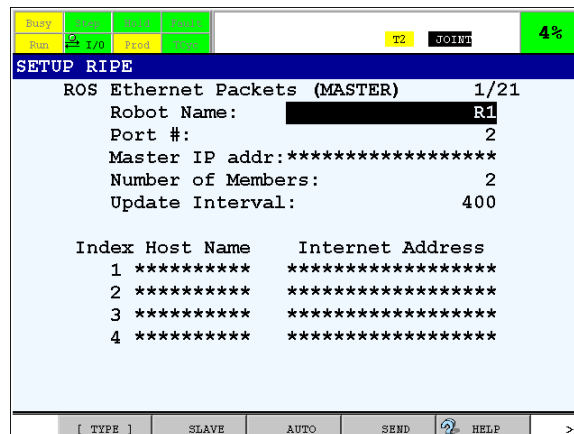 Busy Step Hold Fault
Run I/O Prod TCyc T2 JOINT 4%
SETUP RIPE
ROS Ethernet Packets (MASTER) 1/21
Robot Name: R1
Port #: 2
Master IP addr:******************
Number of Members: 2
Update Interval: 400
Index Host Name Internet Address
1 ********** ******************
2 ********** ******************
3 ********** ******************
4 ********** ******************
[ TYPE ] SLAVE AUTO SEND HELP >